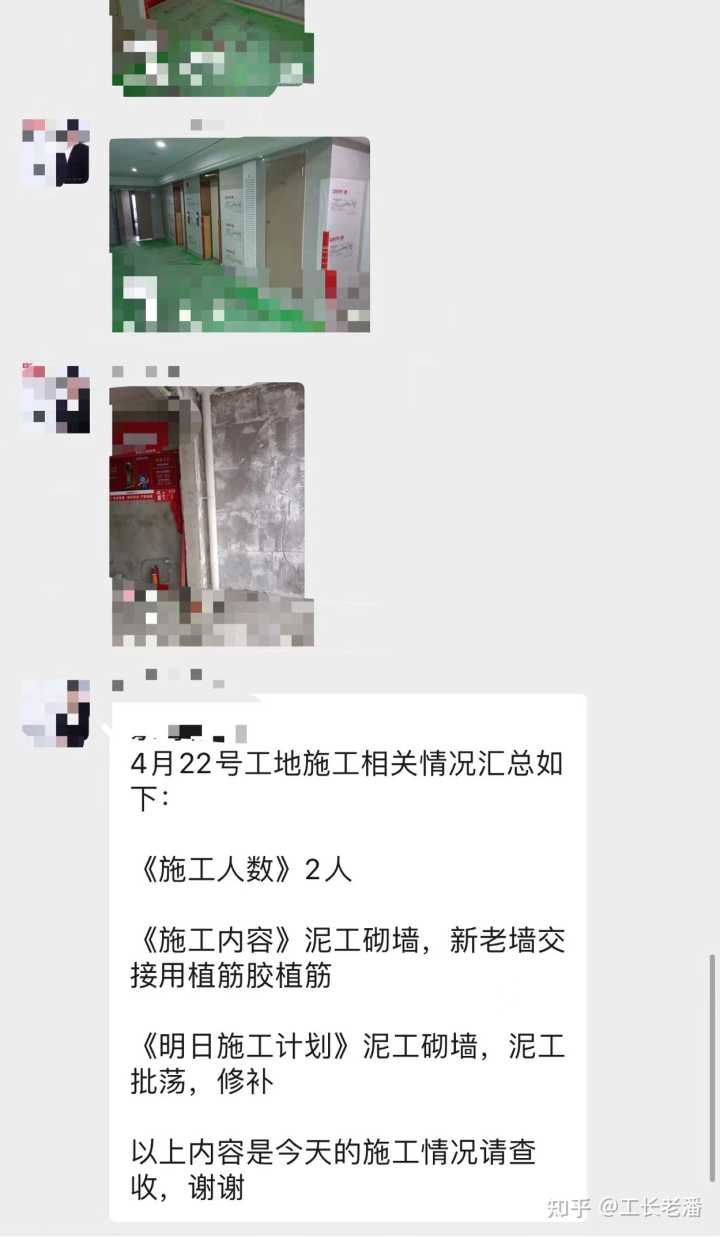 4月22号工地施工相关情况汇总如
下：
《施工人数》2人
《施工内容》泥工砌墙，新老墙交
接用植筋胶植筋
《明日施工计划》泥工砌墙，泥工
批荡，修补
以上内容是今天的施工情况请查
收，谢谢
知乎 @工长老潘